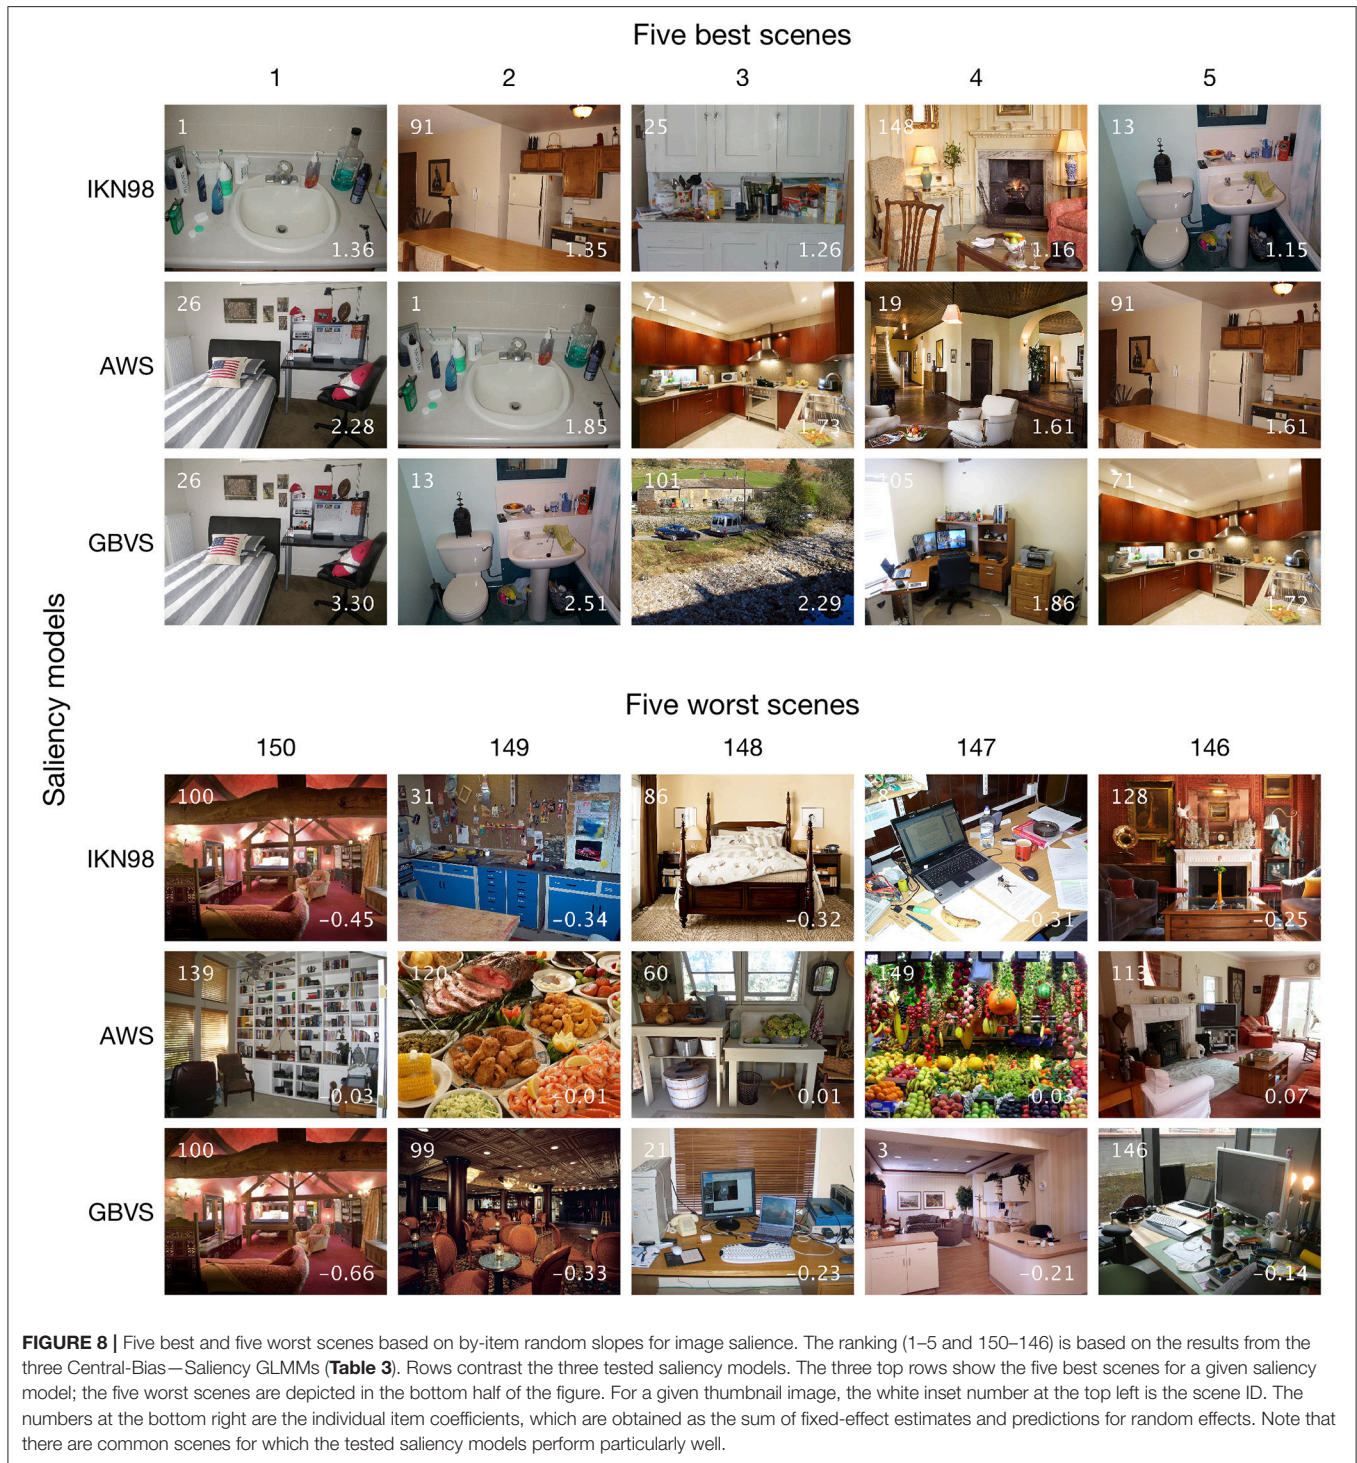 Five best scenes
1 2 3 4 5
IKN98
1 91 25 148 13
1.36 1.35 1.26 1.16 1.15
AWS
26 1 71 19 91
2.28 1.85 1.73 1.61 1.61
GBVS
26 13 101 105 71
3.30 2.51 2.29 1.86 1.72
Saliency models
Five worst scenes
150 149 148 147 146
IKN98
100 31 86 8 128
−0.45 −0.34 −0.32 −0.31 −0.25
AWS
139 120 60 149 113
−0.03 −0.01 0.01 0.03 0.07
GBVS
100 99 21 3 146
−0.66 −0.33 −0.23 −0.21 −0.14
FIGURE 8 | Five best and five worst scenes based on by-item random slopes for image salience. The ranking (1–5 and 150–146) is based on the results from the
three Central-Bias—Saliency GLMMs (Table 3). Rows contrast the three tested saliency models. The three top rows show the five best scenes for a given saliency
model; the five worst scenes are depicted in the bottom half of the figure. For a given thumbnail image, the white inset number at the top left is the scene ID. The
numbers at the bottom right are the individual item coefficients, which are obtained as the sum of fixed-effect estimates and predictions for random effects. Note that
there are common scenes for which the tested saliency models perform particularly well.